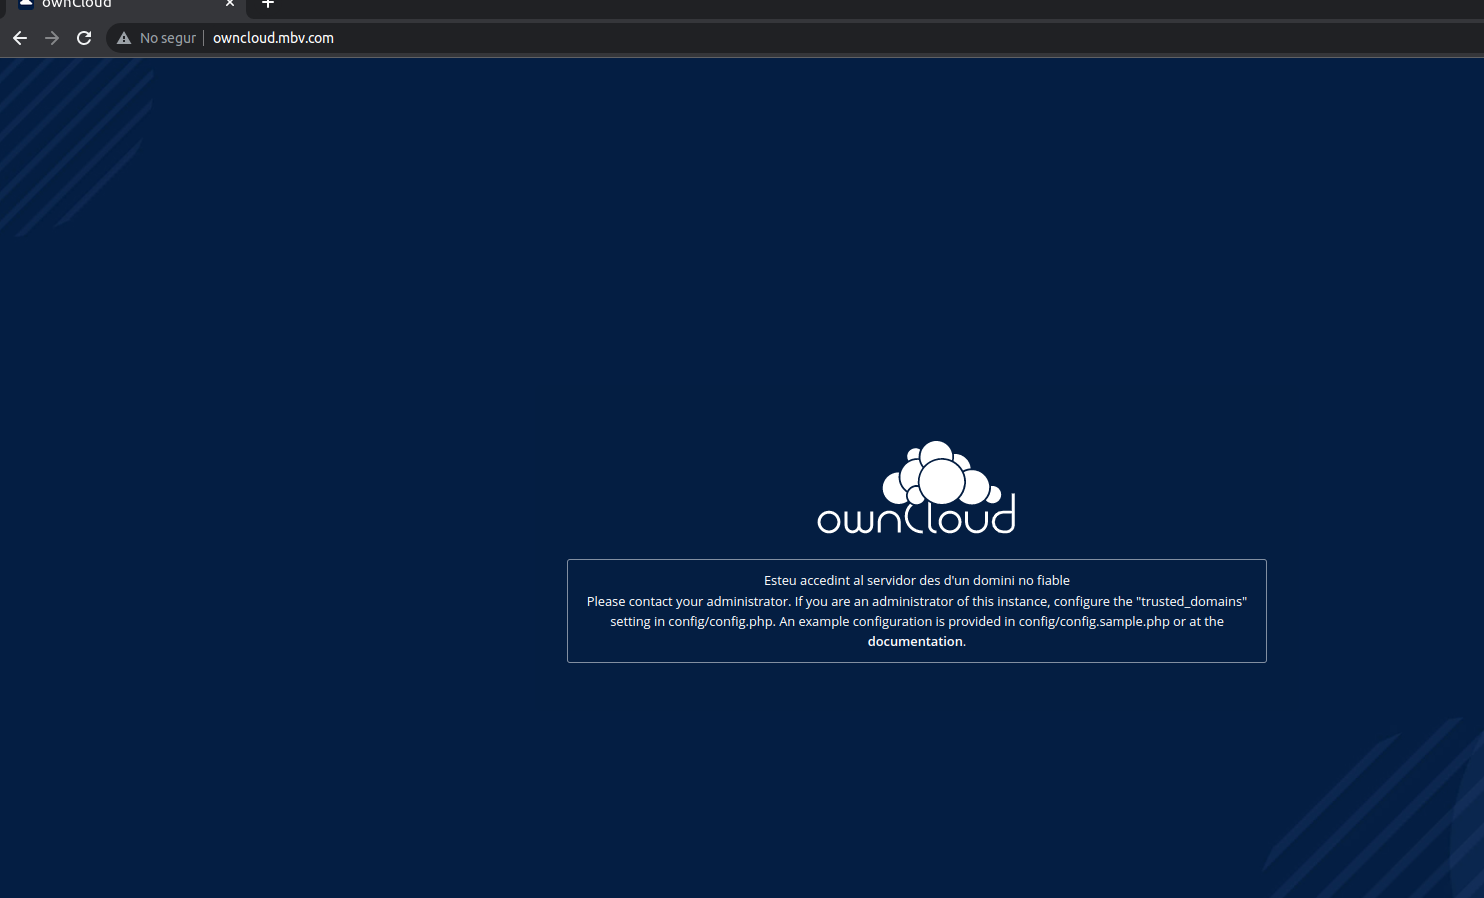 ownCloud
No segur owncloud.mbv.com
ownCloud
Esteu accedint al servidor des d'un domini no fiable
Please contact your administrator. If you are an administrator of this instance, configure the "trusted_domains"
setting in config/config.php. An example configuration is provided in config/config.sample.php or at the
documentation.